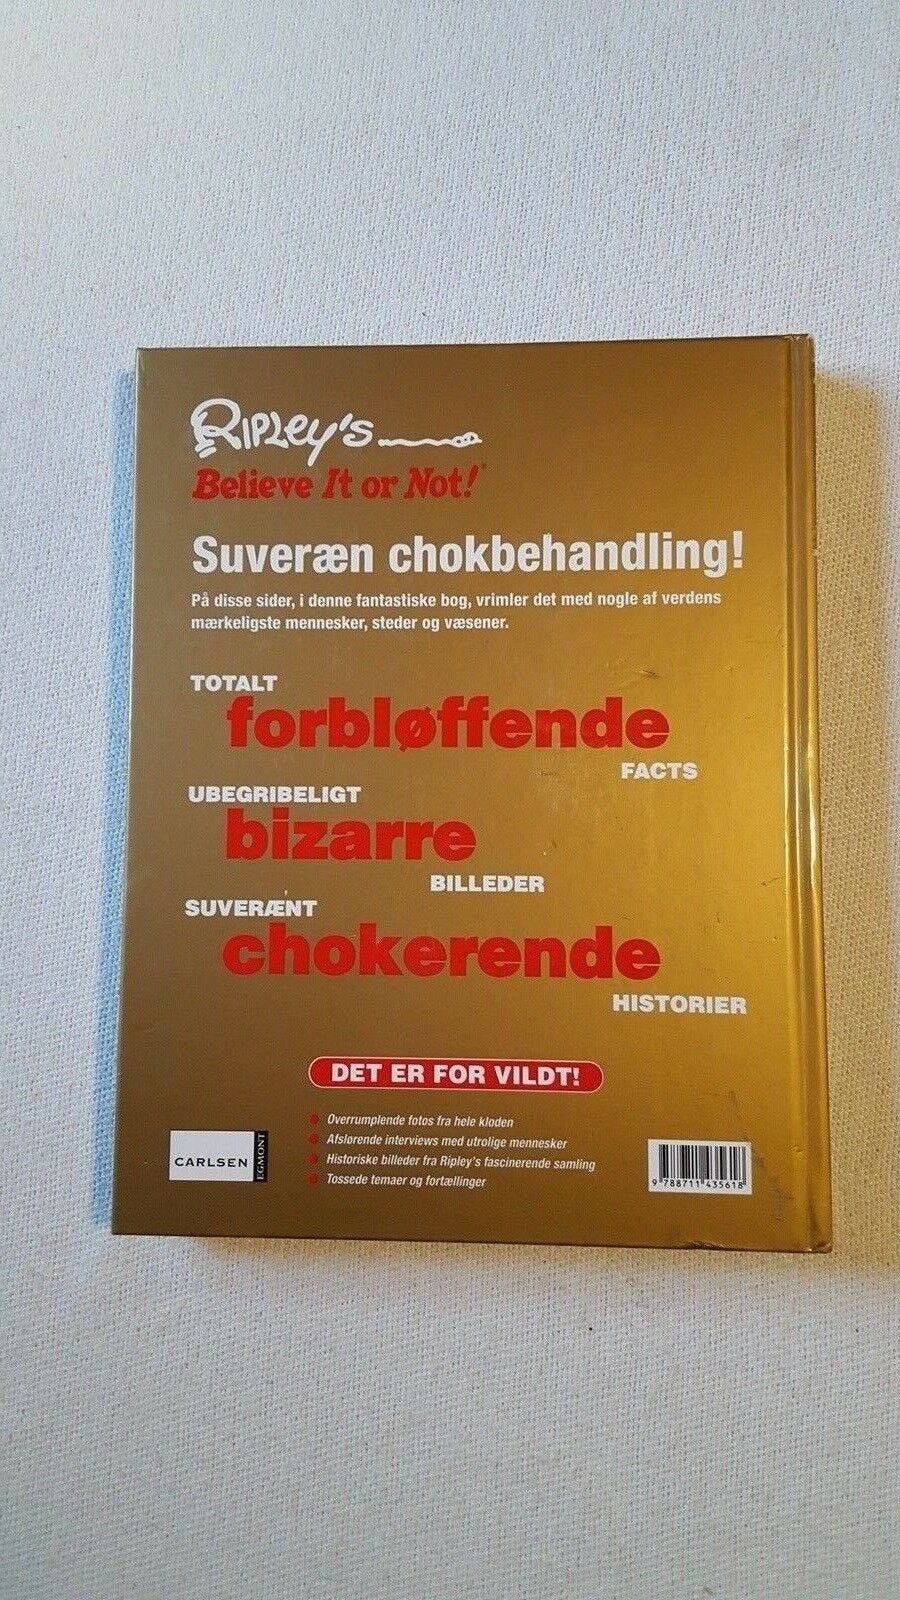 RIPLEY'S
Believe It or Not!®
Suveræn chokbehandling!
På disse sider, i denne fantastiske bog, vrimler det med nogle af verdens
mærkeligste mennesker, steder og væsener.
TOTALT
forbløffende
FACTS
UBEGRIBELIGT
bizarre
BILLEDER
SUVERÆNT
chokerende
HISTORIER
DET ER FOR VILDT!
Overrumplende fotos fra hele kloden
Afslørende interviews med utrolige mennesker
Historiske billeder fra Ripley's fascinerende samling
Tossede temaer og fortællinger
CARLSEN
EGMONT
9 788711 435618